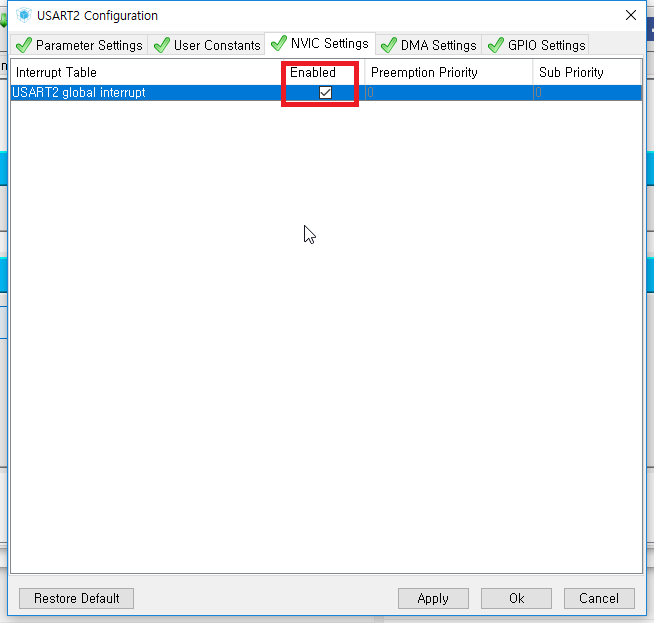 USART2 Configuration
Parameter Settings User Constants NVIC Settings DMA Settings GPIO Settings
Interrupt Table Enabled Preemption Priority Sub Priority
USART2 global interrupt 0 0
Restore Default Apply Ok Cancel